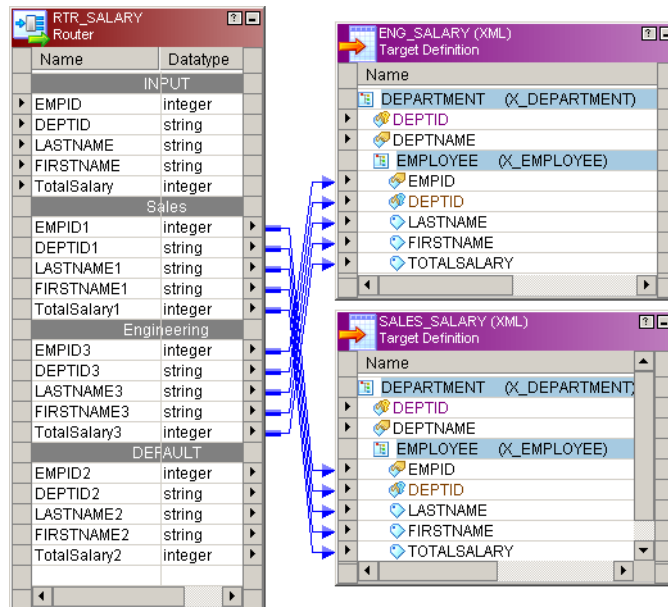 RTR_SALARY
Router
Name Datatype
INPUT
EMPID integer
DEPTID string
LASTNAME string
FIRSTNAME string
TotalSalary integer
Sales
EMPID1 integer
DEPTID1 string
LASTNAME1 string
FIRSTNAME1 string
TotalSalary1 integer
Engineering
EMPID3 integer
DEPTID3 string
LASTNAME3 string
FIRSTNAME3 string
TotalSalary3 integer
DEFAULT
EMPID2 integer
DEPTID2 string
LASTNAME2 string
FIRSTNAME2 string
TotalSalary2 integer
ENG_SALARY (XML)
Target Definition
Name
DEPARTMENT (X_DEPARTMENT)
DEPTID
DEPTNAME
EMPLOYEE (X_EMPLOYEE)
EMPID
DEPTID
LASTNAME
FIRSTNAME
TOTALSALARY
SALES_SALARY (XML)
Target Definition
Name
DEPARTMENT (X_DEPARTMENT)
DEPTID
DEPTNAME
EMPLOYEE (X_EMPLOYEE)
EMPID
DEPTID
LASTNAME
FIRSTNAME
TOTALSALARY